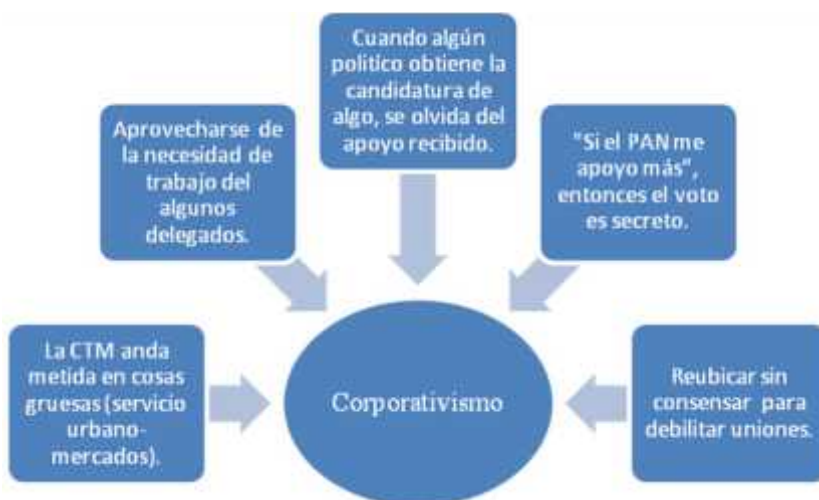 Cuando algún
político obtiene la
candidatura de
algo, se olvida del
apoyo recibido.
Aprovecharse de
la necesidad de
trabajo del
algunos
delegados.
"Si el PAN me
apoyo más",
entonces el voto
es secreto.
La CTM anda
metida en cosas
gruesas (servicio
urbano-
mercados).
Corporativismo
Reubicar sin
consensar para
debilitar uniones.